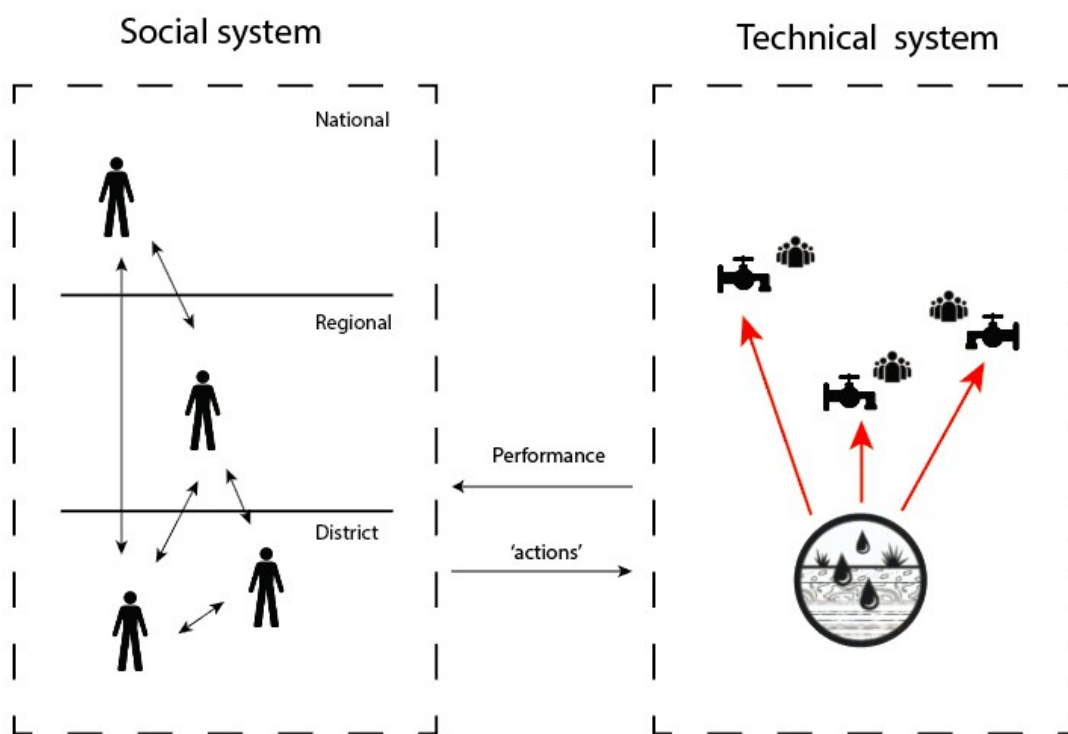 Social system
Technical system
National
Regional
Performance
District
'actions'